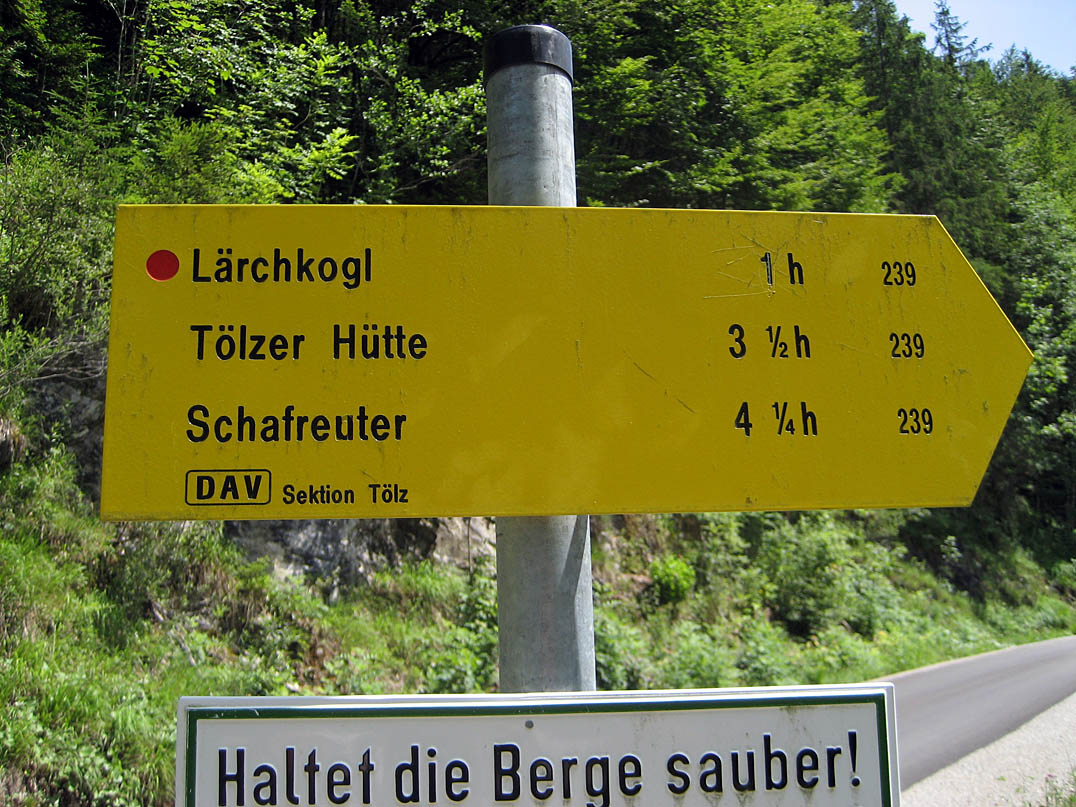 Lärchkogl 1 h 239
Tölzer Hütte 3 ½ h 239
Schafreuter 4 ¼ h 239
DAV Sektion Tölz
Haltet die Berge sauber!